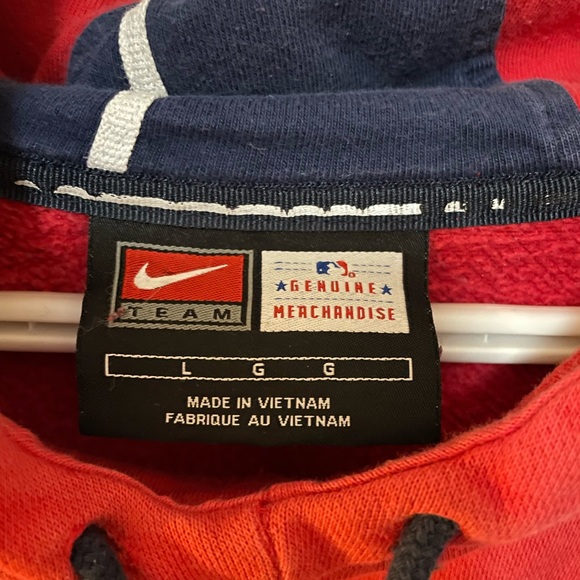 TEAM
GENUINE
MERCHANDISE
L G G
MADE IN VIETNAM
FABRIQUE AU VIETNAM